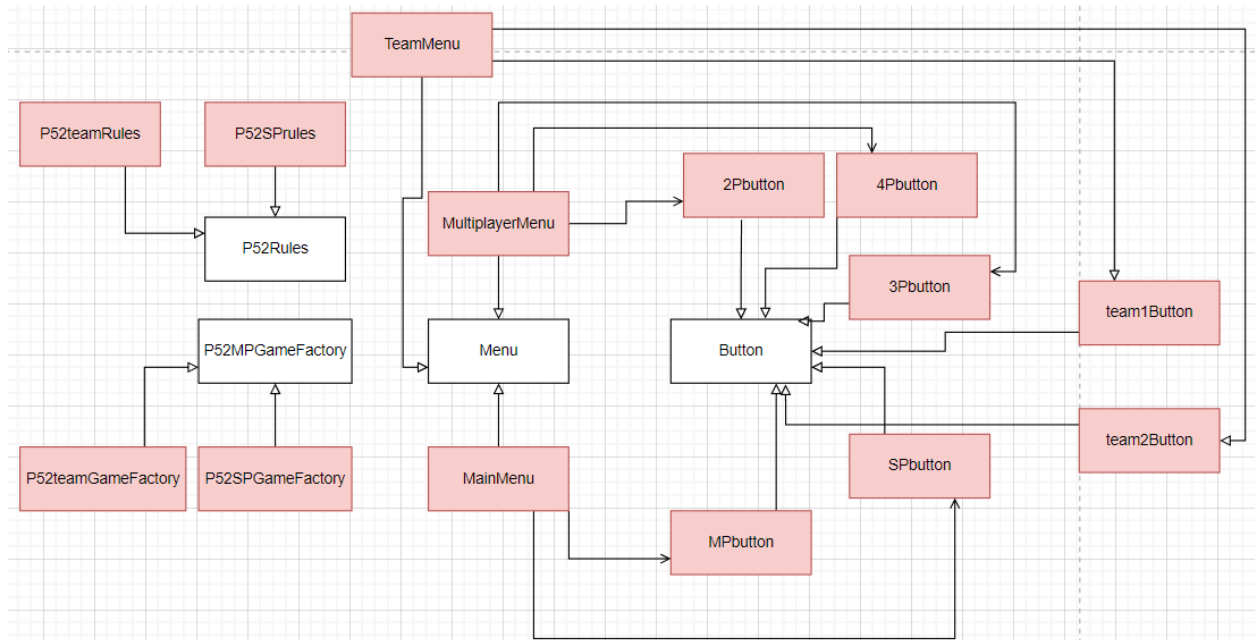 TeamMenu
P52teamRules
P52SPrules
2Pbutton
4Pbutton
MultiplayerMenu
P52Rules
3Pbutton
team1Button
P52MPGameFactory
Menu
Button
team2Button
P52teamGameFactory
P52SPGameFactory
MainMenu
SPbutton
MPbutton